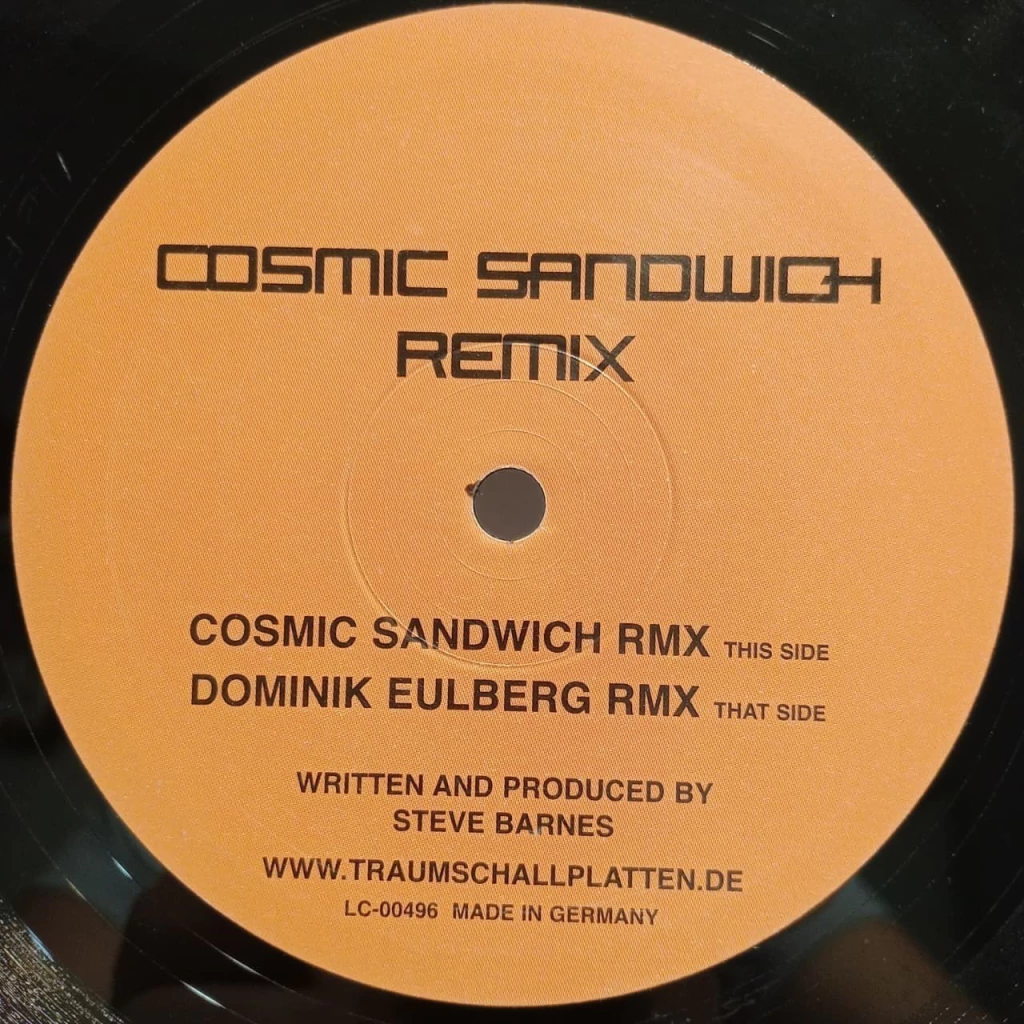 COSMIC SANDWICH
REMIX
COSMIC SANDWICH RMX THIS SIDE
DOMINIK EULBERG RMX THAT SIDE
WRITTEN AND PRODUCED BY
STEVE BARNES
WWW.TRAUMSCHALLPLATTEN.DE
LC-00496 MADE IN GERMANY